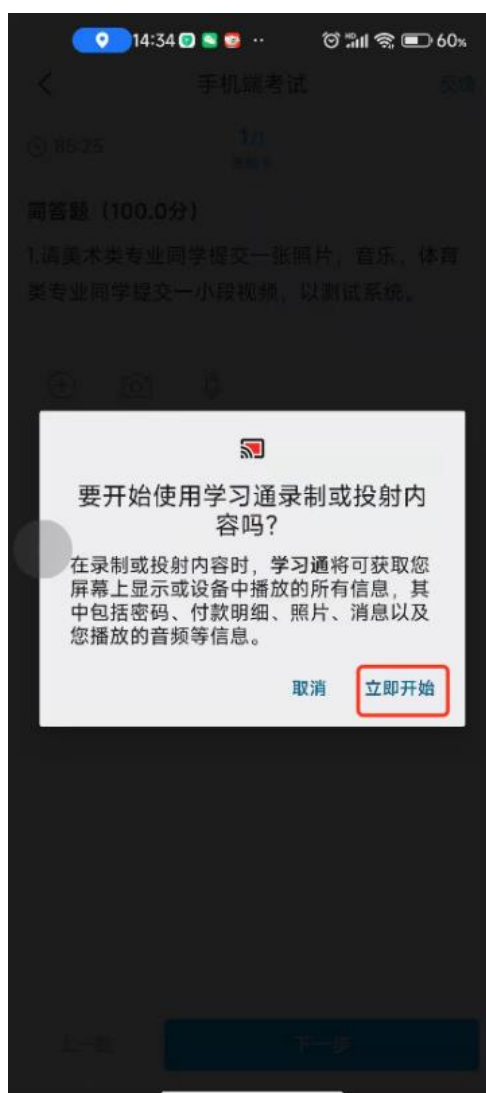 14:34
60%
手机端考试
85:25
1/1
简答题（100.0分）
1.请美术类专业同学提交一张照片，音乐、体育
类专业同学提交一小段视频，以测试系统。
要开始使用学习通录制或投射内
容吗?
在录制或投射内容时，学习通将可获取您
屏幕上显示或设备中播放的所有信息，其
中包括密码、付款明细、照片、消息以及
您播放的音频等信息。
取消 立即开始
下一步